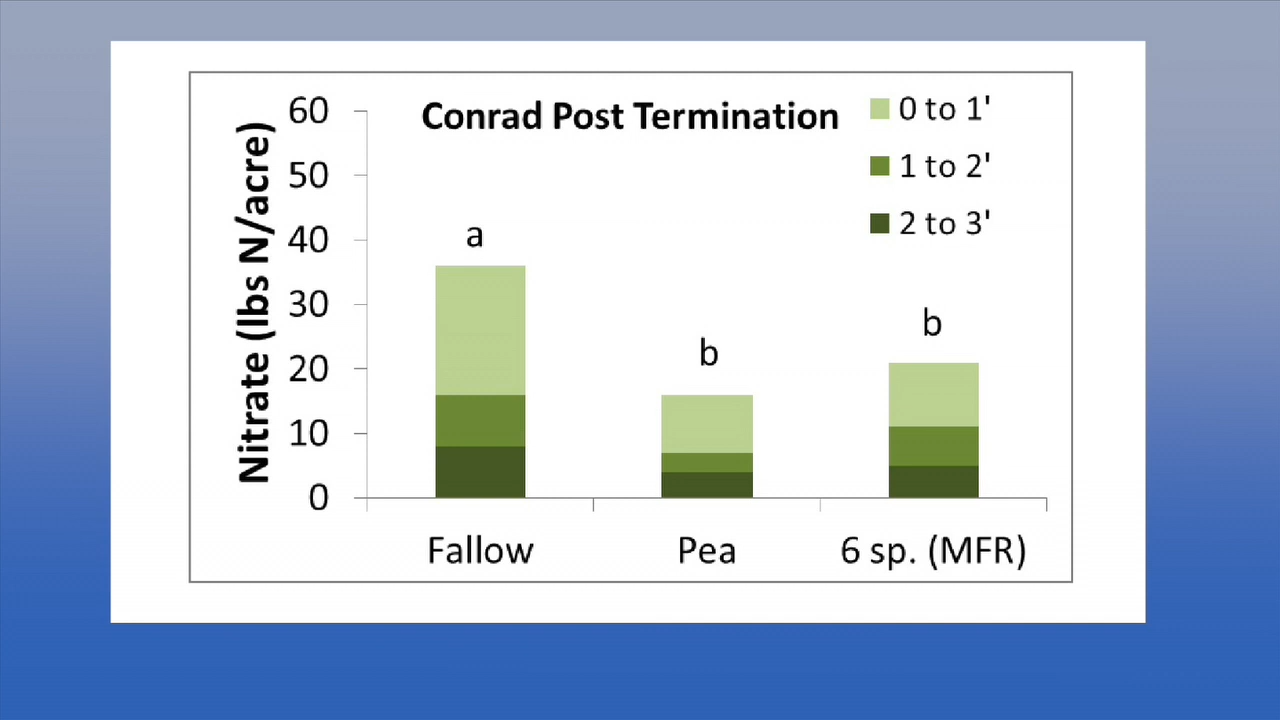 Conrad Post Termination
0 to 1'
1 to 2'
2 to 3'
Nitrate (lbs N/acre)
60
50
40
30
20
10
0
a
b
b
Fallow
Pea
6 sp. (MFR)